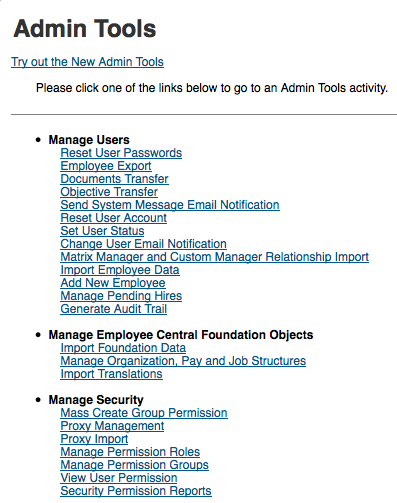 Admin Tools
Try out the New Admin Tools
Please click one of the links below to go to an Admin Tools activity.
Manage Users
Reset User Passwords
Employee Export
Documents Transfer
Objective Transfer
Send System Message Email Notification
Reset User Account
Set User Status
Change User Email Notification
Matrix Manager and Custom Manager Relationship Import
Import Employee Data
Add New Employee
Manage Pending Hires
Generate Audit Trail
Manage Employee Central Foundation Objects
Import Foundation Data
Manage Organization, Pay and Job Structures
Import Translations
Manage Security
Mass Create Group Permission
Proxy Management
Proxy Import
Manage Permission Roles
Manage Permission Groups
View User Permission
Security Permission Reports